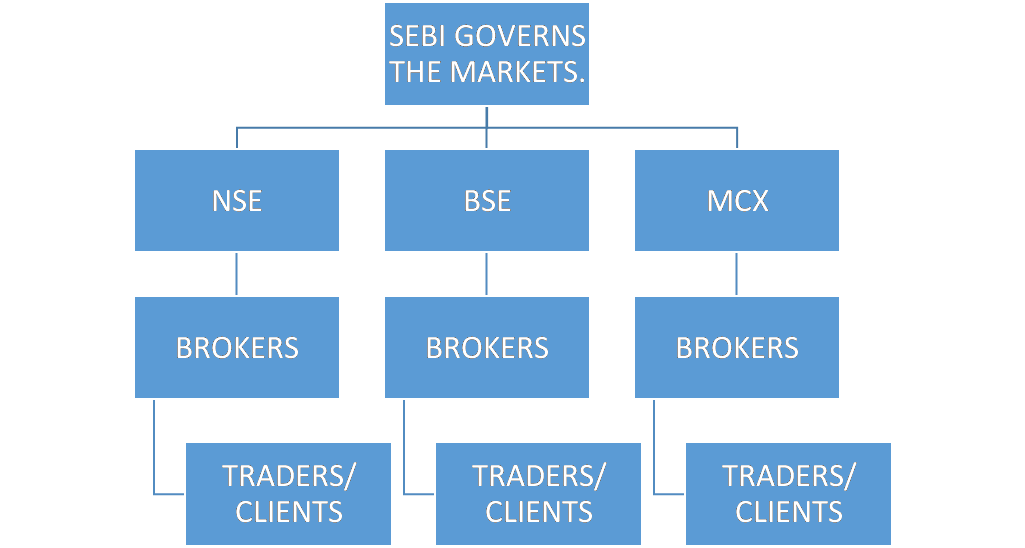 SEBI GOVERNS
THE MARKETS.
NSE
BSE
MCX
BROKERS
BROKERS
BROKERS
TRADERS/
CLIENTS
TRADERS/
CLIENTS
TRADERS/
CLIENTS